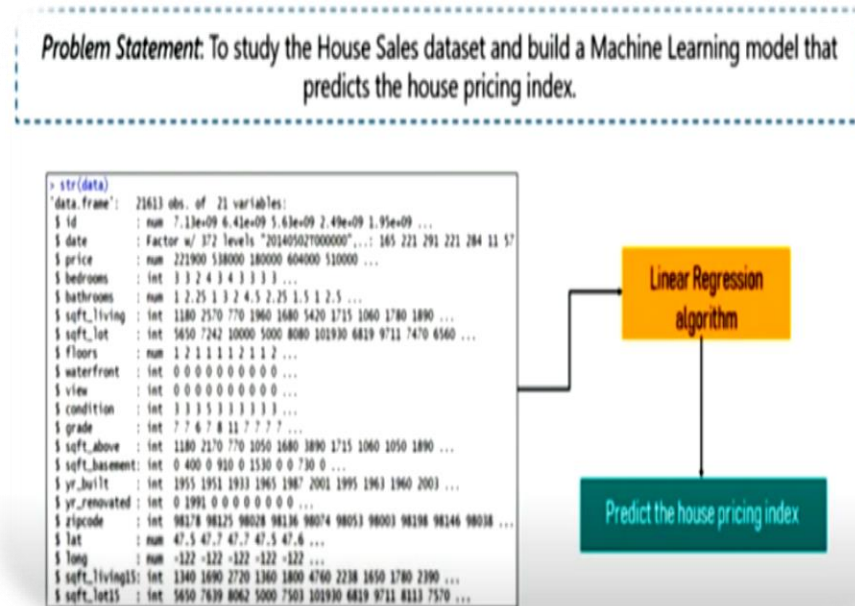 Problem Statement: To study the House Sales dataset and build a Machine Learning model that
predicts the house pricing index.
> str(data)
'data.frame': 21613 obs. of 21 variables:
$ id : num 7.13e+09 6.41e+09 5.63e+09 2.49e+09 1.95e+09 ...
$ date : Factor w/ 372 levels "20140502T000000",..: 165 221 291 221 284 11 57
$ price : num 221900 538000 180000 604000 510000 ...
$ bedrooms : int 3 3 2 4 3 4 3 3 3 3 ...
$ bathrooms : num 1 2.25 1 3 2 4.5 2.25 1.5 1 2.5 ...
$ sqft_living : int 1180 2570 770 1960 1680 5420 1715 1060 1780 1890 ...
$ sqft_lot : int 5650 7242 10000 5000 8080 101930 6819 9711 7470 6560 ...
$ floors : num 1 2 1 1 1 1 2 1 1 2 ...
$ waterfront : int 0 0 0 0 0 0 0 0 0 0 ...
$ view : int 0 0 0 0 0 0 0 0 0 0 ...
$ condition : int 3 3 3 5 3 3 3 3 3 3 ...
$ grade : int 7 7 6 7 8 11 7 7 7 7 ...
$ sqft_above : int 1180 2170 770 1050 1680 3890 1715 1060 1050 1890 ...
$ sqft_basement: int 0 400 0 910 0 1530 0 0 730 0 ...
$ yr_built : int 1955 1951 1933 1965 1987 2001 1995 1963 1960 2003 ...
$ yr_renovated : int 0 1991 0 0 0 0 0 0 0 0 ...
$ zipcode : int 98178 98125 98028 98136 98074 98053 98003 98198 98146 98038 ...
$ lat : num 47.5 47.7 47.7 47.5 47.6 ...
$ long : num -122 -122 -122 -122 -122 ...
$ sqft_living15: int 1340 1690 2720 1360 1800 4760 2238 1650 1780 2390 ...
$ sqft_lot15 : int 5650 7639 8062 5000 7503 101930 6819 9711 8113 7570 ...
Linear Regression
algorithm
Predict the house pricing index